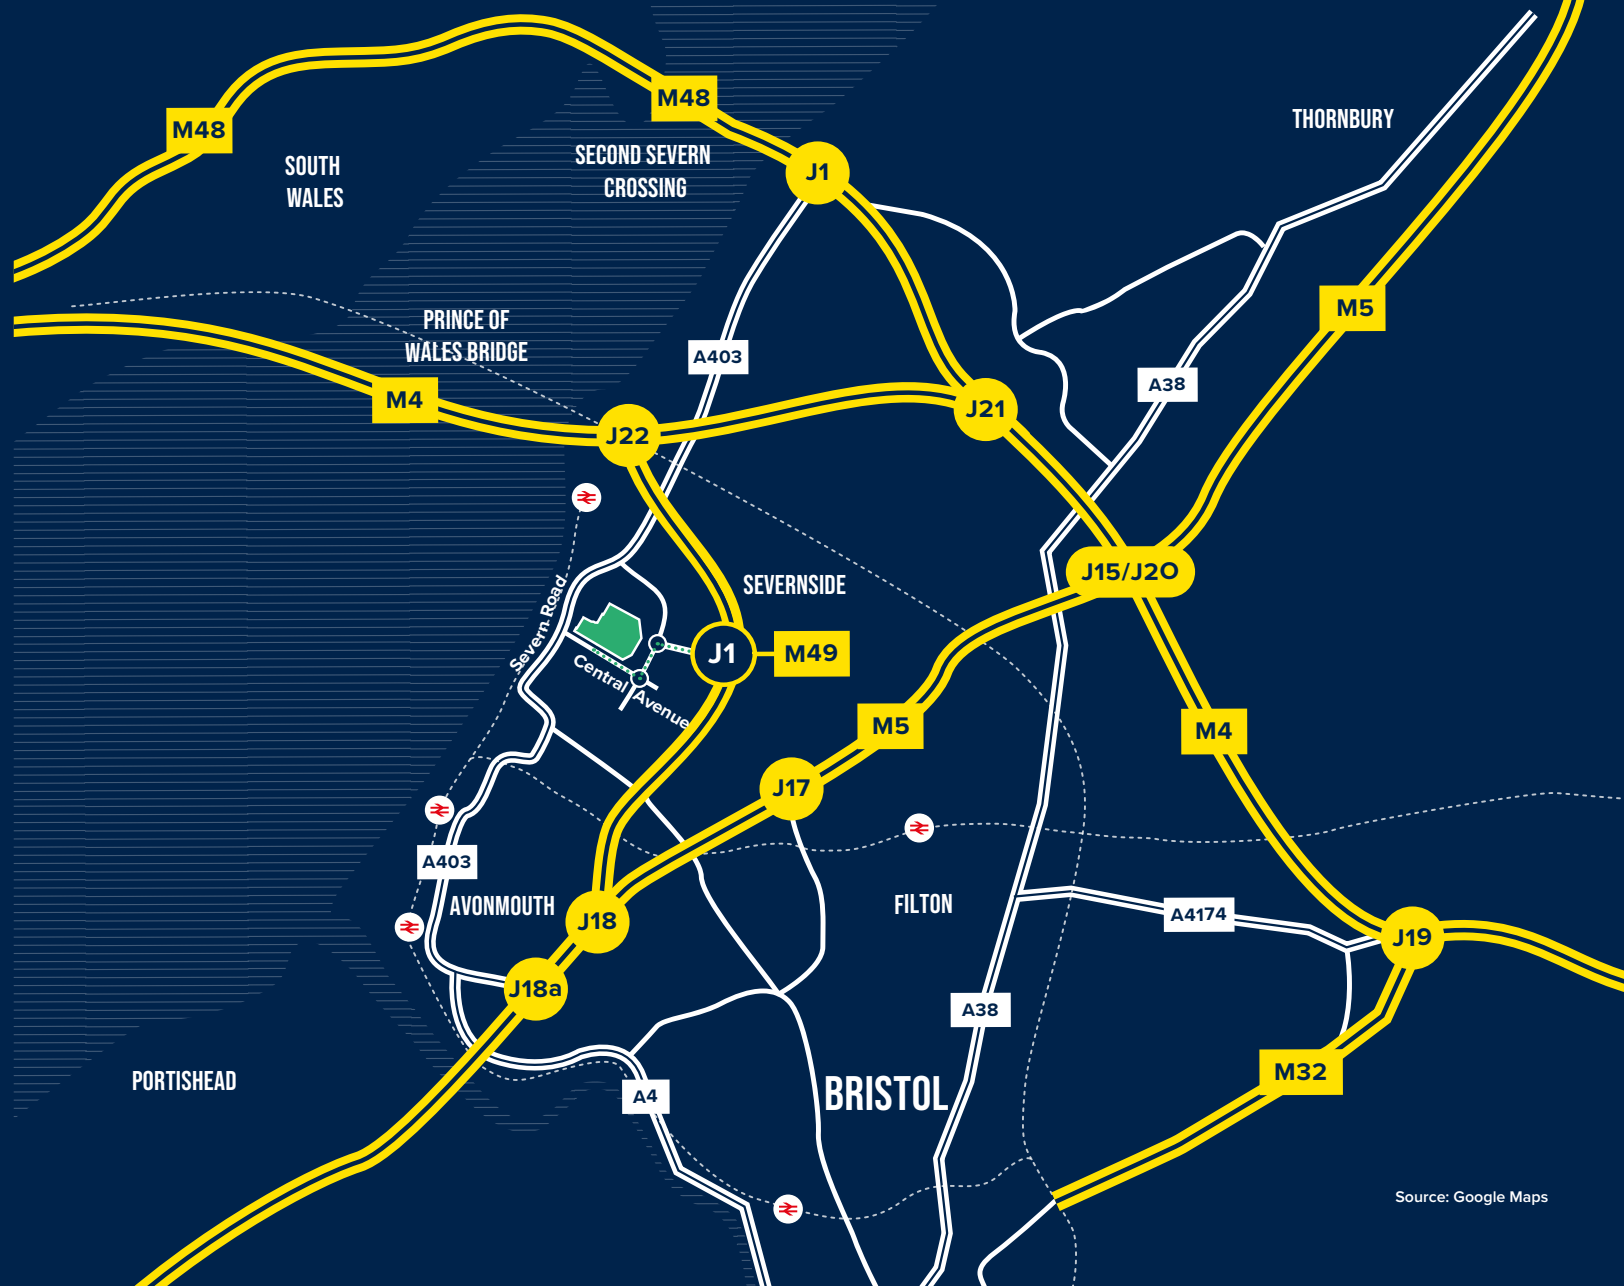 M48
THORNBURY
M48
SECOND SEVERN
CROSSING
SOUTH
WALES
J1
M5
PRINCE OF
WALES BRIDGE
A403
A38
M4
J22
J21
J15/J20
SEVERNSIDE
Severn Road
J1
M49
Central Avenue
M5
M4
J17
A403
AVONMOUTH
FILTON
A4174
J18
J19
J18a
A38
PORTISHEAD
M32
A4
BRISTOL
Source: Google Maps